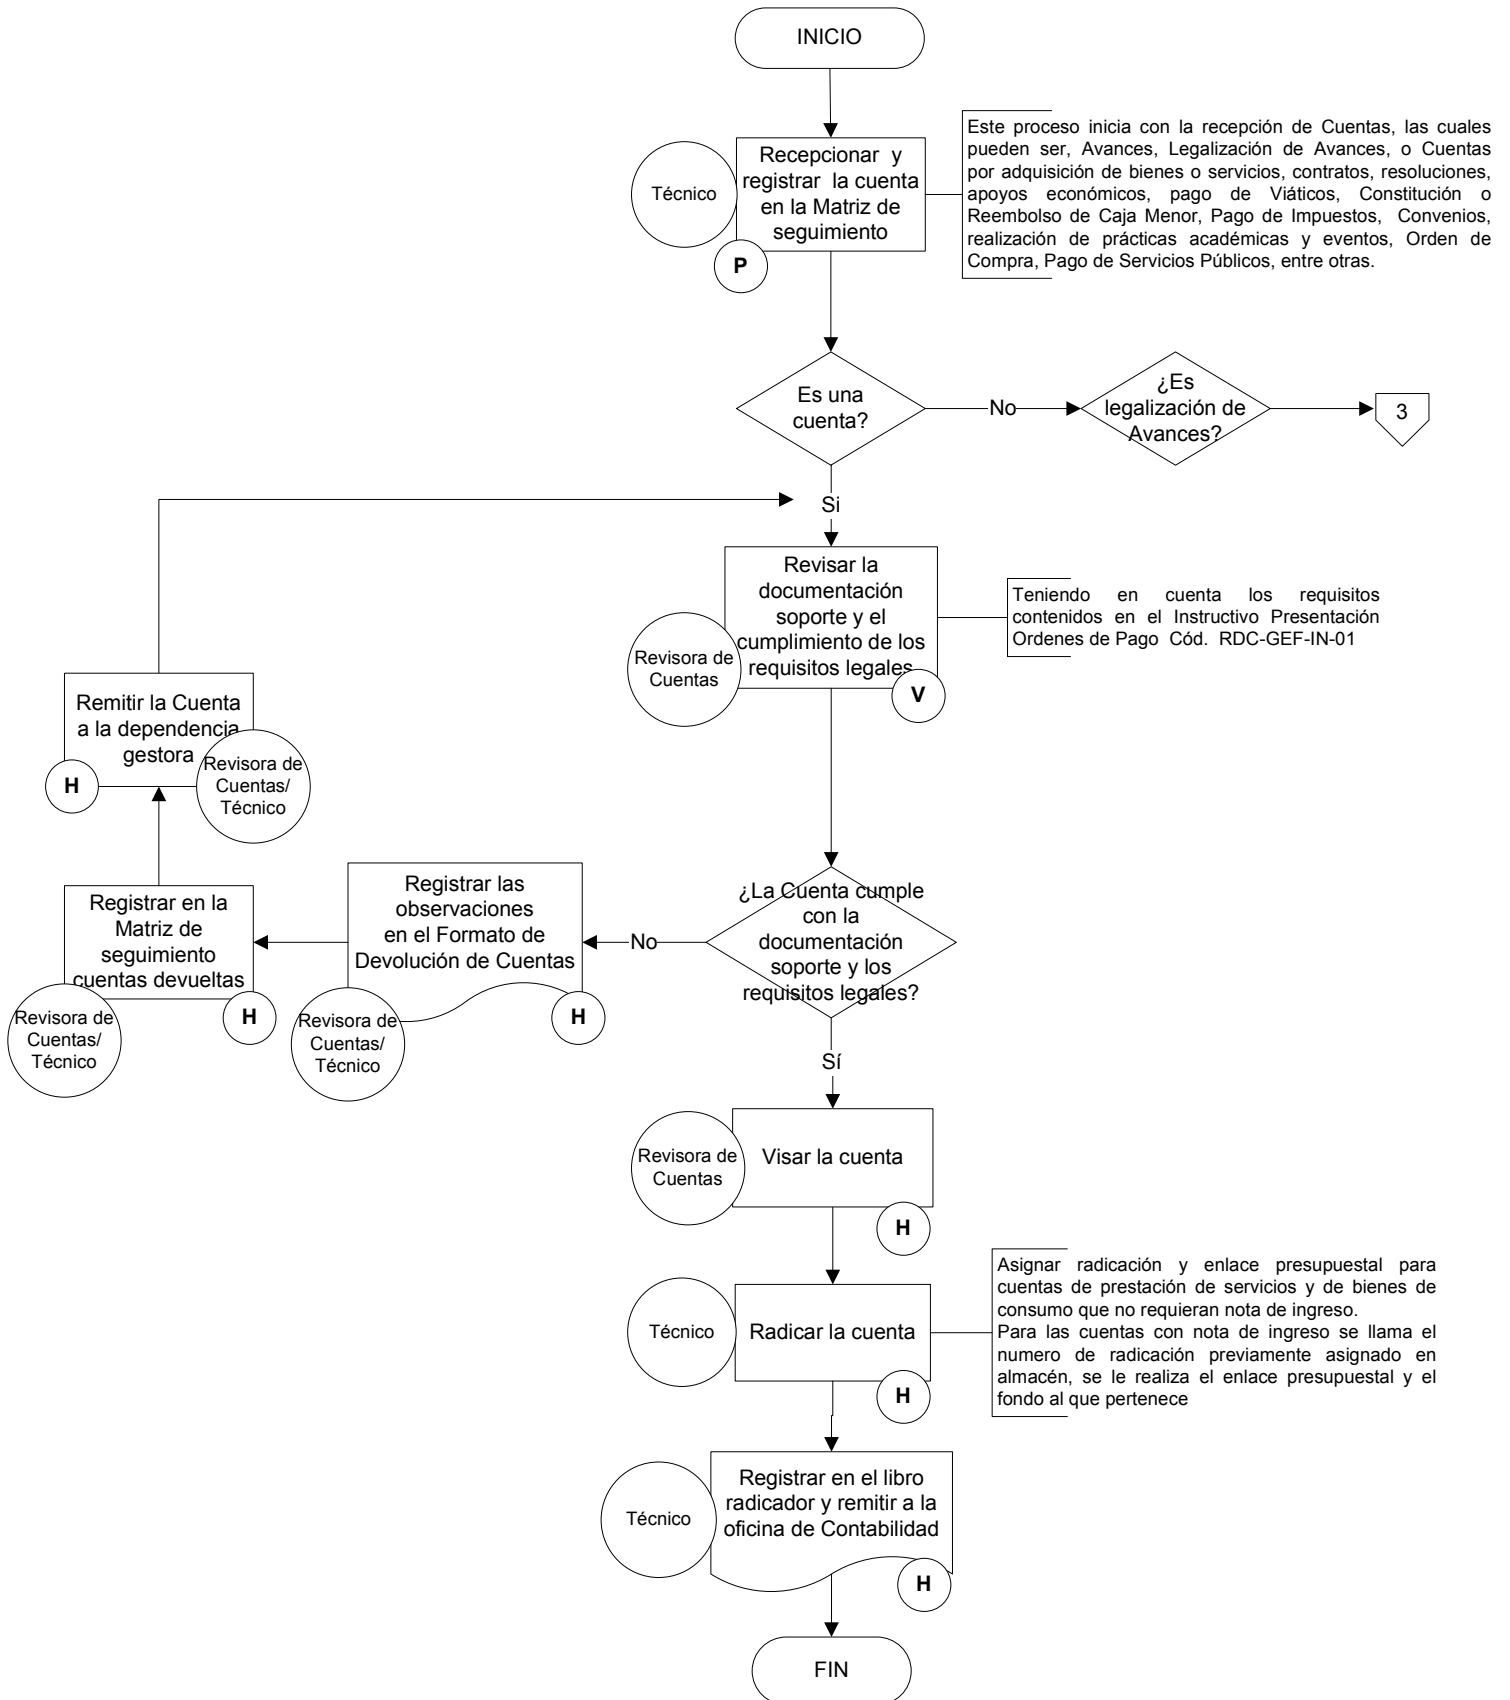 INICIO
Recepcionar y
registrar la cuenta
en la Matriz de
seguimiento
Técnico
P
Este proceso inicia con la recepción de Cuentas, las cuales
pueden ser, Avances, Legalización de Avances, o Cuentas
por adquisición de bienes o servicios, contratos, resoluciones,
apoyos económicos, pago de Viáticos, Constitución o
Reembolso de Caja Menor, Pago de Impuestos, Convenios,
realización de prácticas académicas y eventos, Orden de
Compra, Pago de Servicios Públicos, entre otras.
Es una
cuenta?
No
¿Es
legalización de
Avances?
3
Si
Revisar la
documentación
soporte y el
cumplimiento de los
requisitos legales
Revisora de
Cuentas
V
Teniendo en cuenta los requisitos
contenidos en el Instructivo Presentación
Ordenes de Pago Cód. RDC-GEF-IN-01
Remitir la Cuenta
a la dependencia
gestora
H
Revisora de
Cuentas/
Técnico
¿La Cuenta cumple
con la
documentación
soporte y los
requisitos legales?
No
Registrar las
observaciones
en el Formato de
Devolución de Cuentas
Revisora de
Cuentas/
Técnico
H
Registrar en la
Matriz de
seguimiento
cuentas devueltas
Revisora de
Cuentas/
Técnico
H
Sí
Visar la cuenta
Revisora de
Cuentas
H
Radicar la cuenta
Técnico
H
Asignar radicación y enlace presupuestal para
cuentas de prestación de servicios y de bienes de
consumo que no requieran nota de ingreso.
Para las cuentas con nota de ingreso se llama el
numero de radicación previamente asignado en
almacén, se le realiza el enlace presupuestal y el
fondo al que pertenece
Registrar en el libro
radicador y remitir a la
oficina de Contabilidad
Técnico
H
FIN